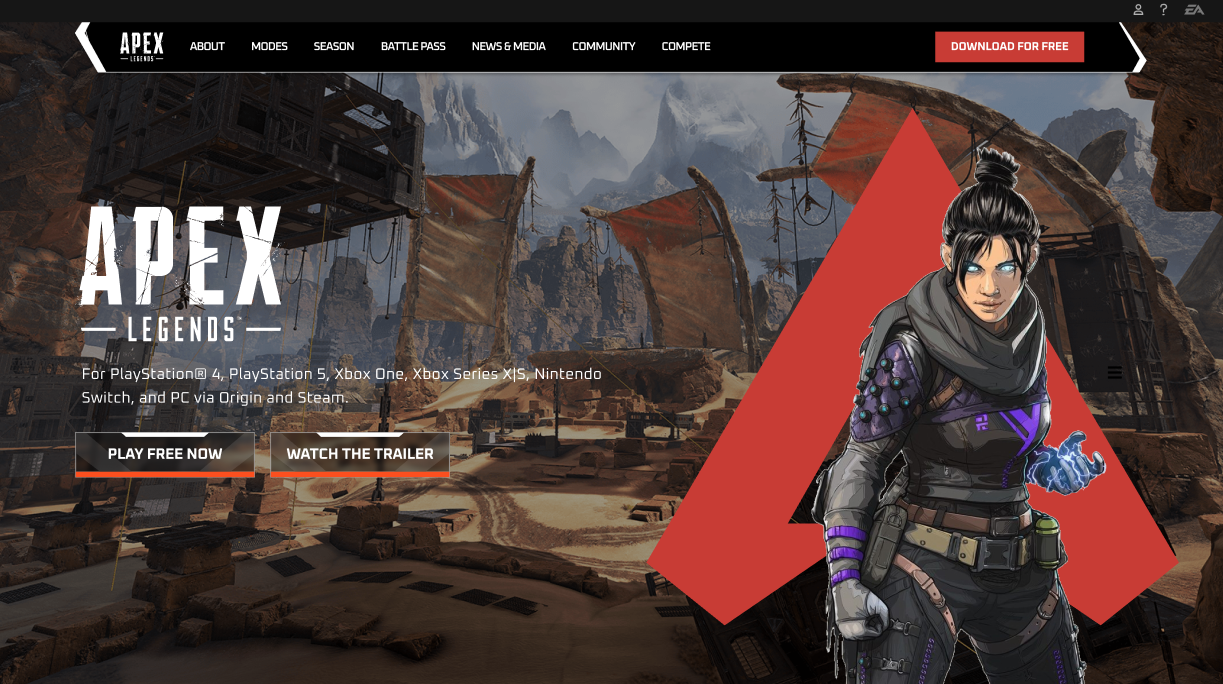 ?
EA
APEX
LEGENDS
ABOUT
MODES
SEASON
BATTLE PASS
NEWS & MEDIA
COMMUNITY
COMPETE
DOWNLOAD FOR FREE
APEX
LEGENDS™
For PlayStation® 4, PlayStation 5, Xbox One, Xbox Series X|S, Nintendo
Switch, and PC via Origin and Steam.
PLAY FREE NOW
WATCH THE TRAILER